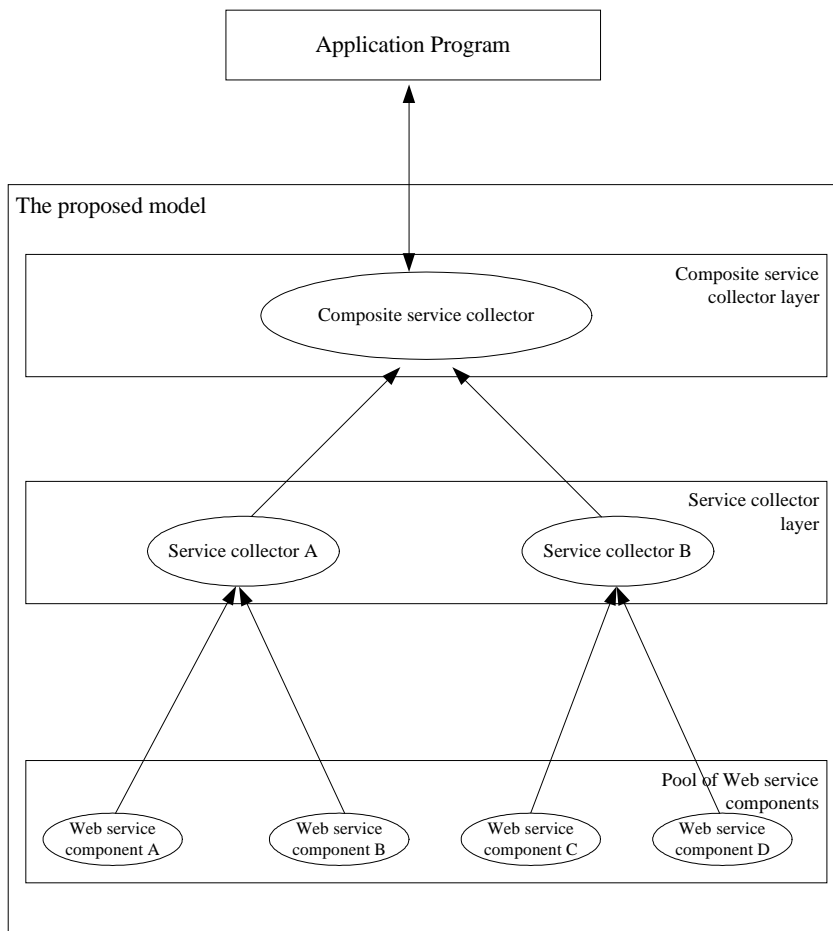 Application Program
The proposed model
Composite service
collector layer
Composite service collector
Service collector
layer
Service collector A
Service collector B
Pool of Web service
components
Web service
component A
Web service
component B
Web service
component C
Web service
component D